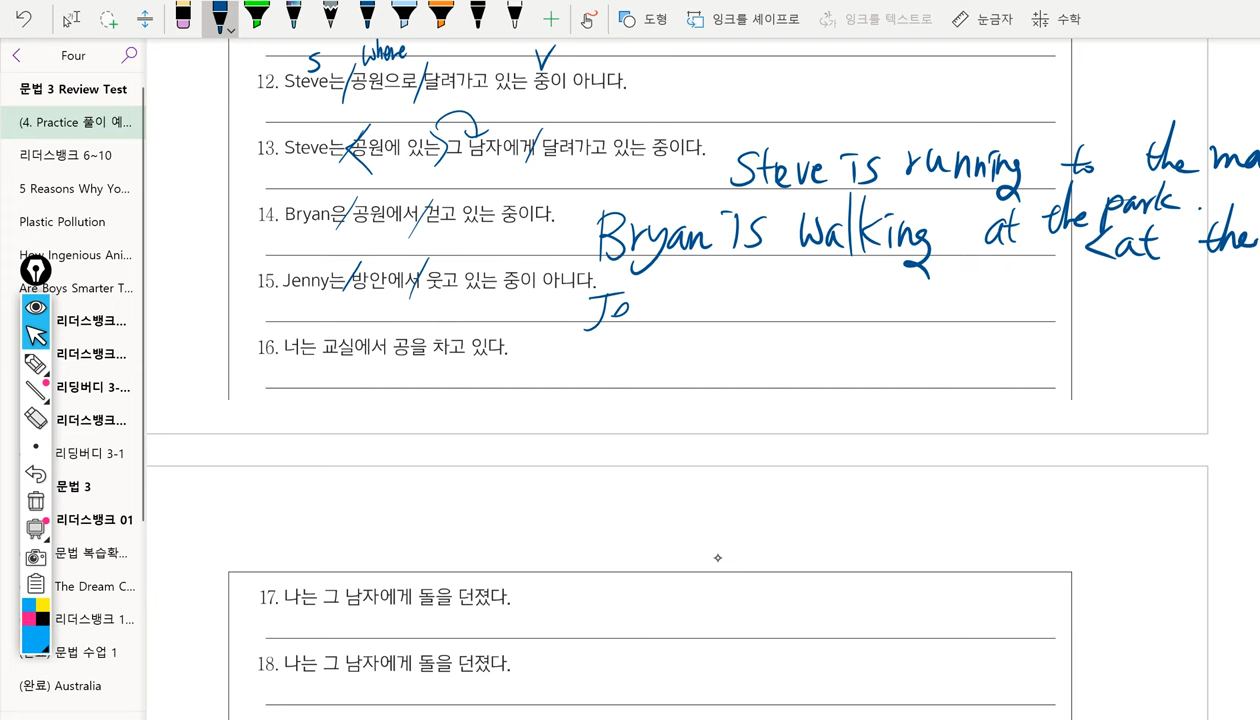 도형
잉크를 셰이프로
잉크를 텍스트로
눈금자
수학
Four
문법 3 Review Test
(4. Practice 풀이 예...
리더스뱅크 6~10
5 Reasons Why Yo...
Plastic Pollution
How Ingenious Ani...
Are Boys Smarter T...
리더스뱅크...
리더스뱅크...
리딩버디 3-...
리더스뱅크...
리딩버디 3-1
문법 3
리더스뱅크 01
문법 복습확...
The Dream C...
리더스뱅크 1...
문법 수업 1
(완료) Australia
S where V
12. Steve는 공원으로 달려가고 있는 중이 아니다.
13. Steve는 공원에 있는 그 남자에게 달려가고 있는 중이다.
Steve is running to the ma
<at the
14. Bryan은 공원에서 걷고 있는 중이다.
Bryan is walking at the park.
15. Jenny는 방안에서 웃고 있는 중이 아니다.
16. 너는 교실에서 공을 차고 있다.
17. 나는 그 남자에게 돌을 던졌다.
18. 나는 그 남자에게 돌을 던졌다.